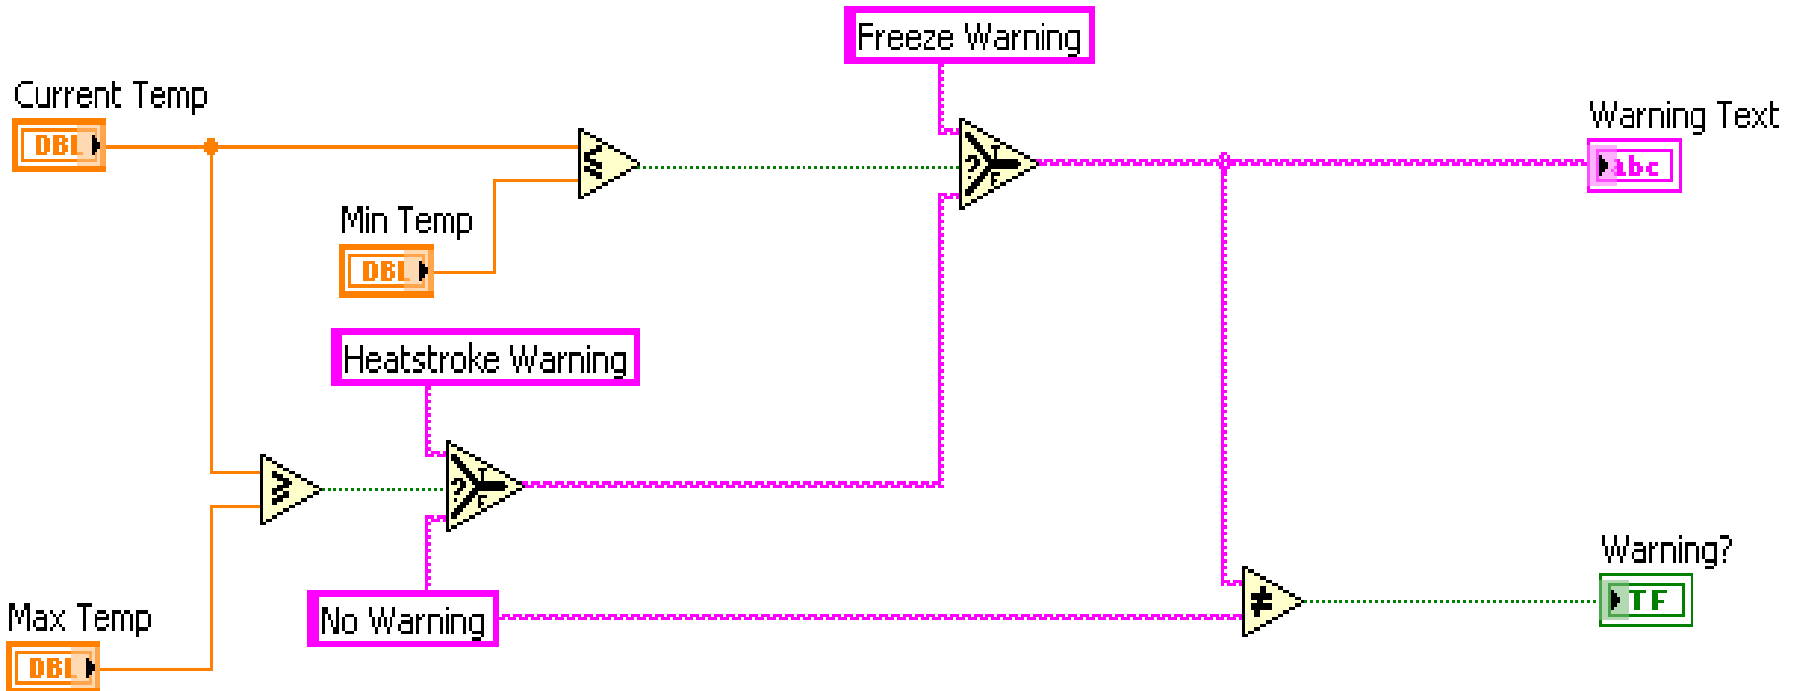 Freeze Warning
Current Temp
DBL
Warning Text
abc
≤
? T F
Min Temp
DBL
Heatstroke Warning
≥
? T F
Warning?
TF
≠
No Warning
Max Temp
DBL